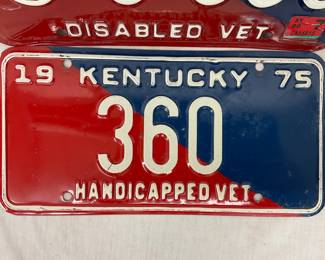 DISABLED VET.
19 KENTUCKY 75
360
HANDICAPPED VET.